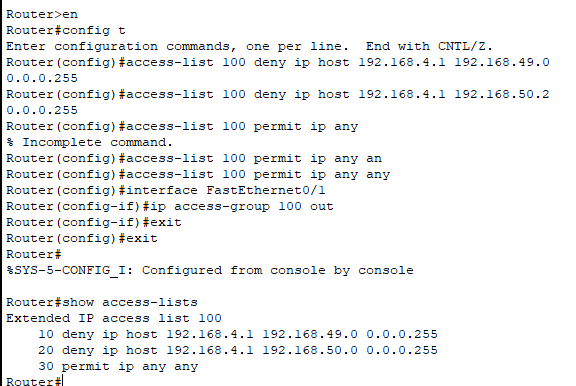 Router>en
Router#config t
Enter configuration commands, one per line.  End with CNTL/Z.
Router(config)#access-list 100 deny ip host 192.168.4.1 192.168.49.0
0.0.0.255
Router(config)#access-list 100 deny ip host 192.168.4.1 192.168.50.2
0.0.0.255
Router(config)#access-list 100 permit ip any
% Incomplete command.
Router(config)#access-list 100 permit ip any an
Router(config)#access-list 100 permit ip any any
Router(config)#interface FastEthernet0/1
Router(config-if)#ip access-group 100 out
Router(config-if)#exit
Router(config)#exit
Router#
%SYS-5-CONFIG_I: Configured from console by console
Router#show access-lists
Extended IP access list 100
    10 deny ip host 192.168.4.1 192.168.49.0 0.0.0.255
    20 deny ip host 192.168.4.1 192.168.50.0 0.0.0.255
    30 permit ip any any
Router#